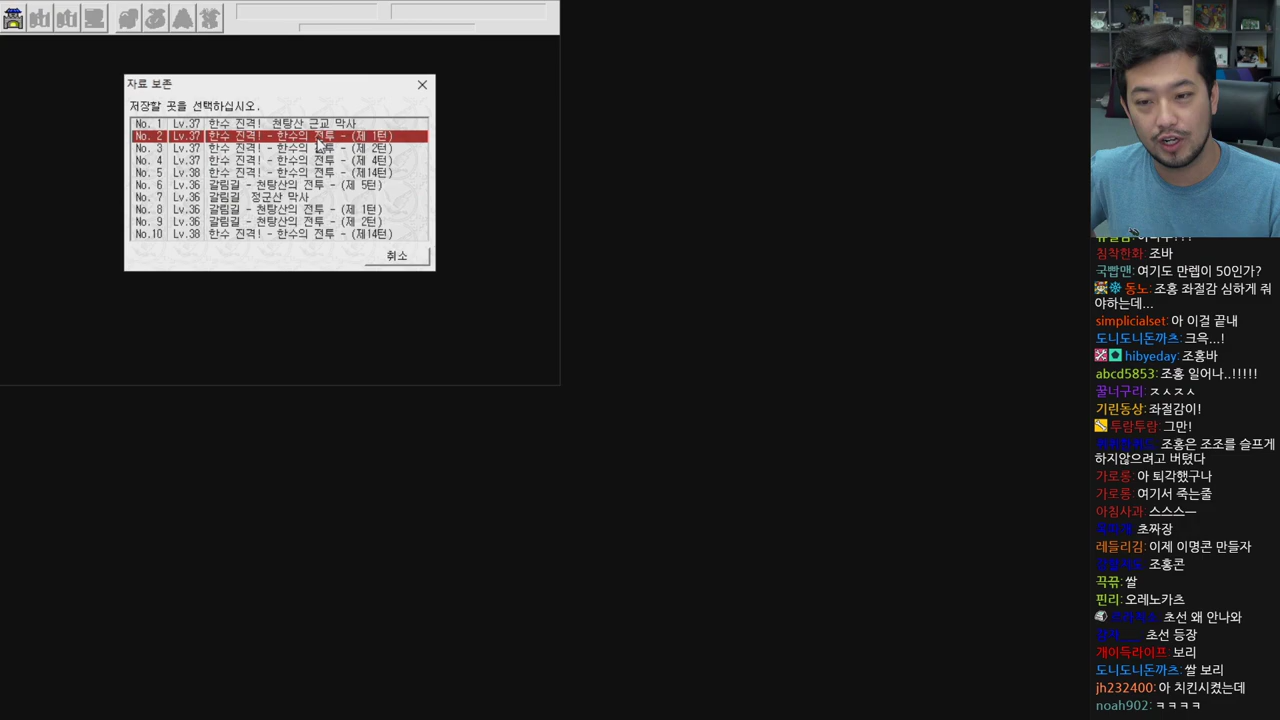 자료 보존
저장할 곳을 선택하십시오.
No. 1 Lv.37 한수 진격! 천탕산 근교 막사
No. 2 Lv.37 한수 진격! - 한수의 전투 - (제 1턴)
No. 3 Lv.37 한수 진격! - 한수의 전투 - (제 2턴)
No. 4 Lv.37 한수 진격! - 한수의 전투 - (제 4턴)
No. 5 Lv.38 한수 진격! - 한수의 전투 - (제14턴)
No. 6 Lv.36 갈림길 - 천탕산의 전투 - (제 5턴)
No. 7 Lv.36 갈림길 정군산 막사
No. 8 Lv.36 갈림길 - 천탕산의 전투 - (제 1턴)
No. 9 Lv.36 갈림길 - 천탕산의 전투 - (제 2턴)
No.10 Lv.38 한수 진격! - 한수의 전투 - (제14턴)
취소
침착한화: 조바
국빱맨: 여기도 만렙이 50인가?
동노: 조홍 좌절감 심하게 줘
야하는데...
simplicialset: 아 이걸 끝내
도니도니돈까츠: 크윽...!
hibyeday: 조홍바
abcd5853: 조홍 일어나..!!!!!
꿀너구리: ㅈㅅㅈㅅ
기린동상: 좌절감이!
투람투람: 그만!
조홍은 조조를 슬프게
하지않으려고 버텼다
가로롱: 아 퇴각했구나
가로롱: 여기서 죽는줄
아침사과: 스스스ㅡ
초짜장
레들리김: 이제 이명콘 만들자
조홍콘
끅끆: 쌀
핀리: 오레노카츠
초선 왜 안나와
초선 등장
개이득라이프: 보리
도니도니돈까츠: 쌀 보리
jh232400: 아 치킨시켰는데
noah902: ㅋㅋㅋㅋ